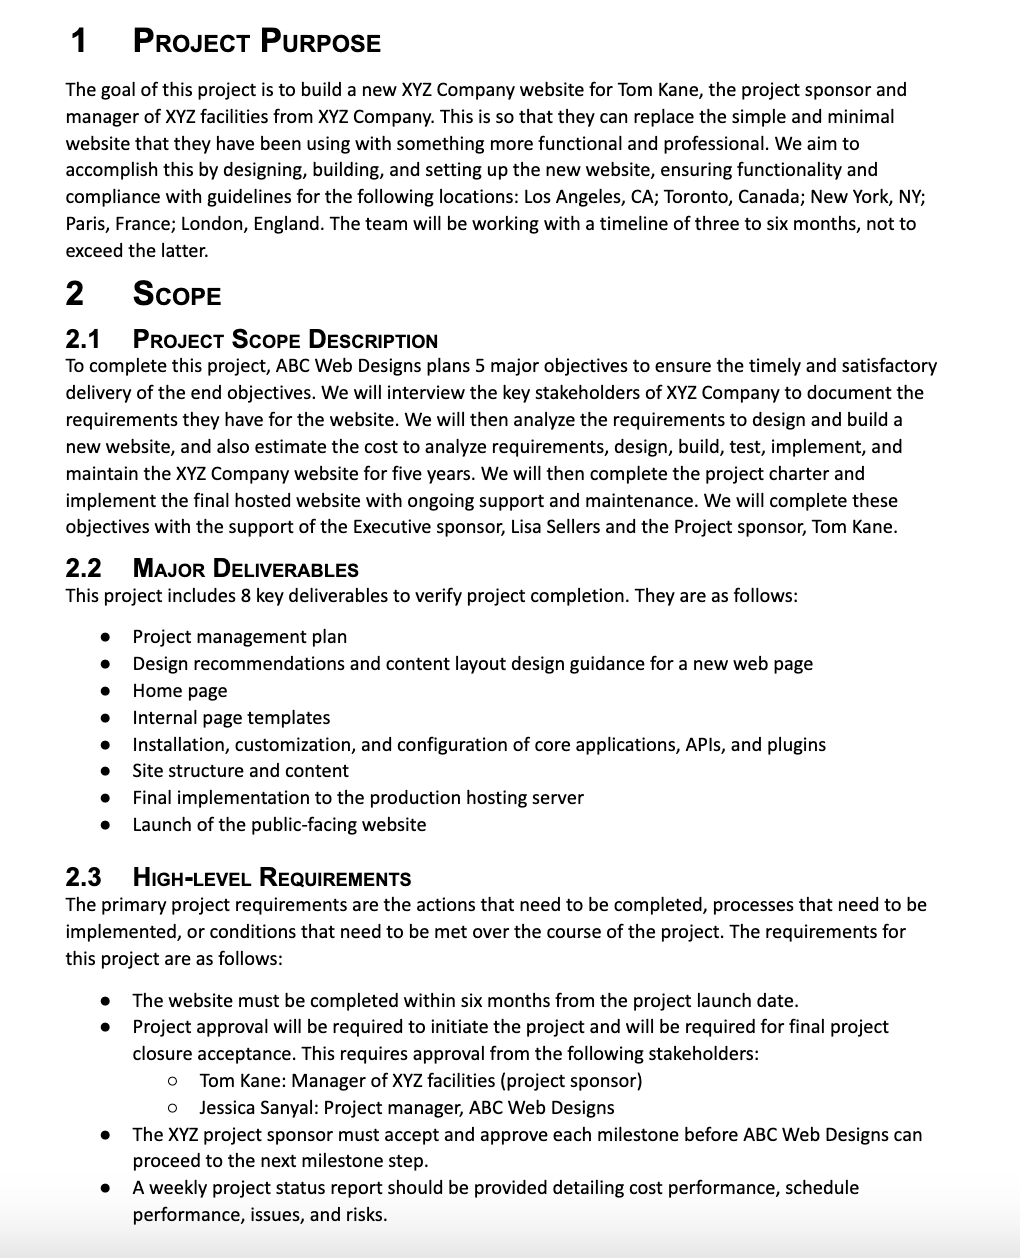 1 Project Purpose
The goal of this project is to build a new XYZ Company website for Tom Kane, the project sponsor and
manager of XYZ facilities from XYZ Company. This is so that they can replace the simple and minimal
website that they have been using with something more functional and professional. We aim to
accomplish this by designing, building, and setting up the new website, ensuring functionality and
compliance with guidelines for the following locations: Los Angeles, CA; Toronto, Canada; New York, NY;
Paris, France; London, England. The team will be working with a timeline of three to six months, not to
exceed the latter.
2 Scope
2.1 Project Scope Description
To complete this project, ABC Web Designs plans 5 major objectives to ensure the timely and satisfactory
delivery of the end objectives. We will interview the key stakeholders of XYZ Company to document the
requirements they have for the website. We will then analyze the requirements to design and build a
new website, and also estimate the cost to analyze requirements, design, build, test, implement, and
maintain the XYZ Company website for five years. We will then complete the project charter and
implement the final hosted website with ongoing support and maintenance. We will complete these
objectives with the support of the Executive sponsor, Lisa Sellers and the Project sponsor, Tom Kane.
2.2 Major Deliverables
This project includes 8 key deliverables to verify project completion. They are as follows:
● Project management plan
● Design recommendations and content layout design guidance for a new web page
● Home page
● Internal page templates
● Installation, customization, and configuration of core applications, APIs, and plugins
● Site structure and content
● Final implementation to the production hosting server
● Launch of the public-facing website
2.3 High-level Requirements
The primary project requirements are the actions that need to be completed, processes that need to be
implemented, or conditions that need to be met over the course of the project. The requirements for
this project are as follows:
● The website must be completed within six months from the project launch date.
● Project approval will be required to initiate the project and will be required for final project
closure acceptance. This requires approval from the following stakeholders:
○ Tom Kane: Manager of XYZ facilities (project sponsor)
○ Jessica Sanyal: Project manager, ABC Web Designs
● The XYZ project sponsor must accept and approve each milestone before ABC Web Designs can
proceed to the next milestone step.
● A weekly project status report should be provided detailing cost performance, schedule
performance, issues, and risks.